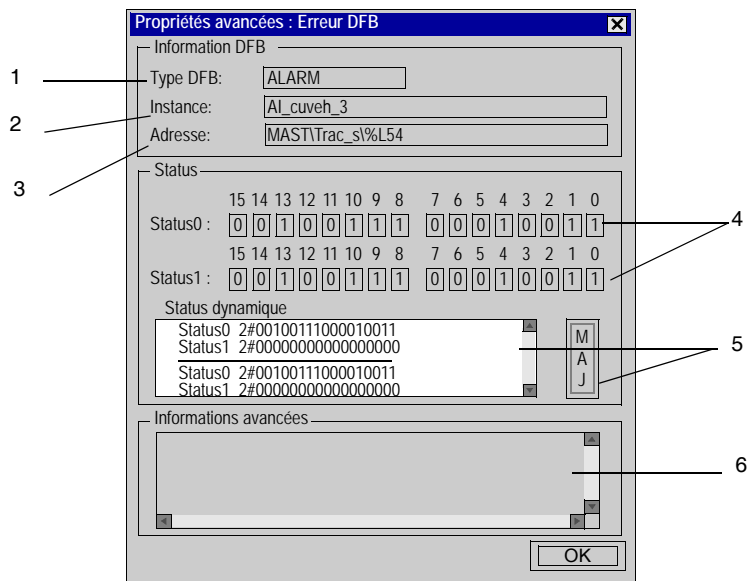 Propriétés avancées : Erreur DFB
Information DFB
1 Type DFB: ALARM
2 Instance: AI_cuveh_3
3 Adresse: MAST\Trac_s\%L54
Status
15 14 13 12 11 10 9 8 7 6 5 4 3 2 1 0
Status0 : 0 0 1 0 0 1 1 1 0 0 0 1 0 0 1 1 4
15 14 13 12 11 10 9 8 7 6 5 4 3 2 1 0
Status1 : 0 0 1 0 0 1 1 1 0 0 0 1 0 0 1 1
Status dynamique
Status0 2#00100111000010011
Status1 2#00000000000000000
Status0 2#00100111000010011
Status1 2#00000000000000000
M
A
J
5
Informations avancées
6
OK